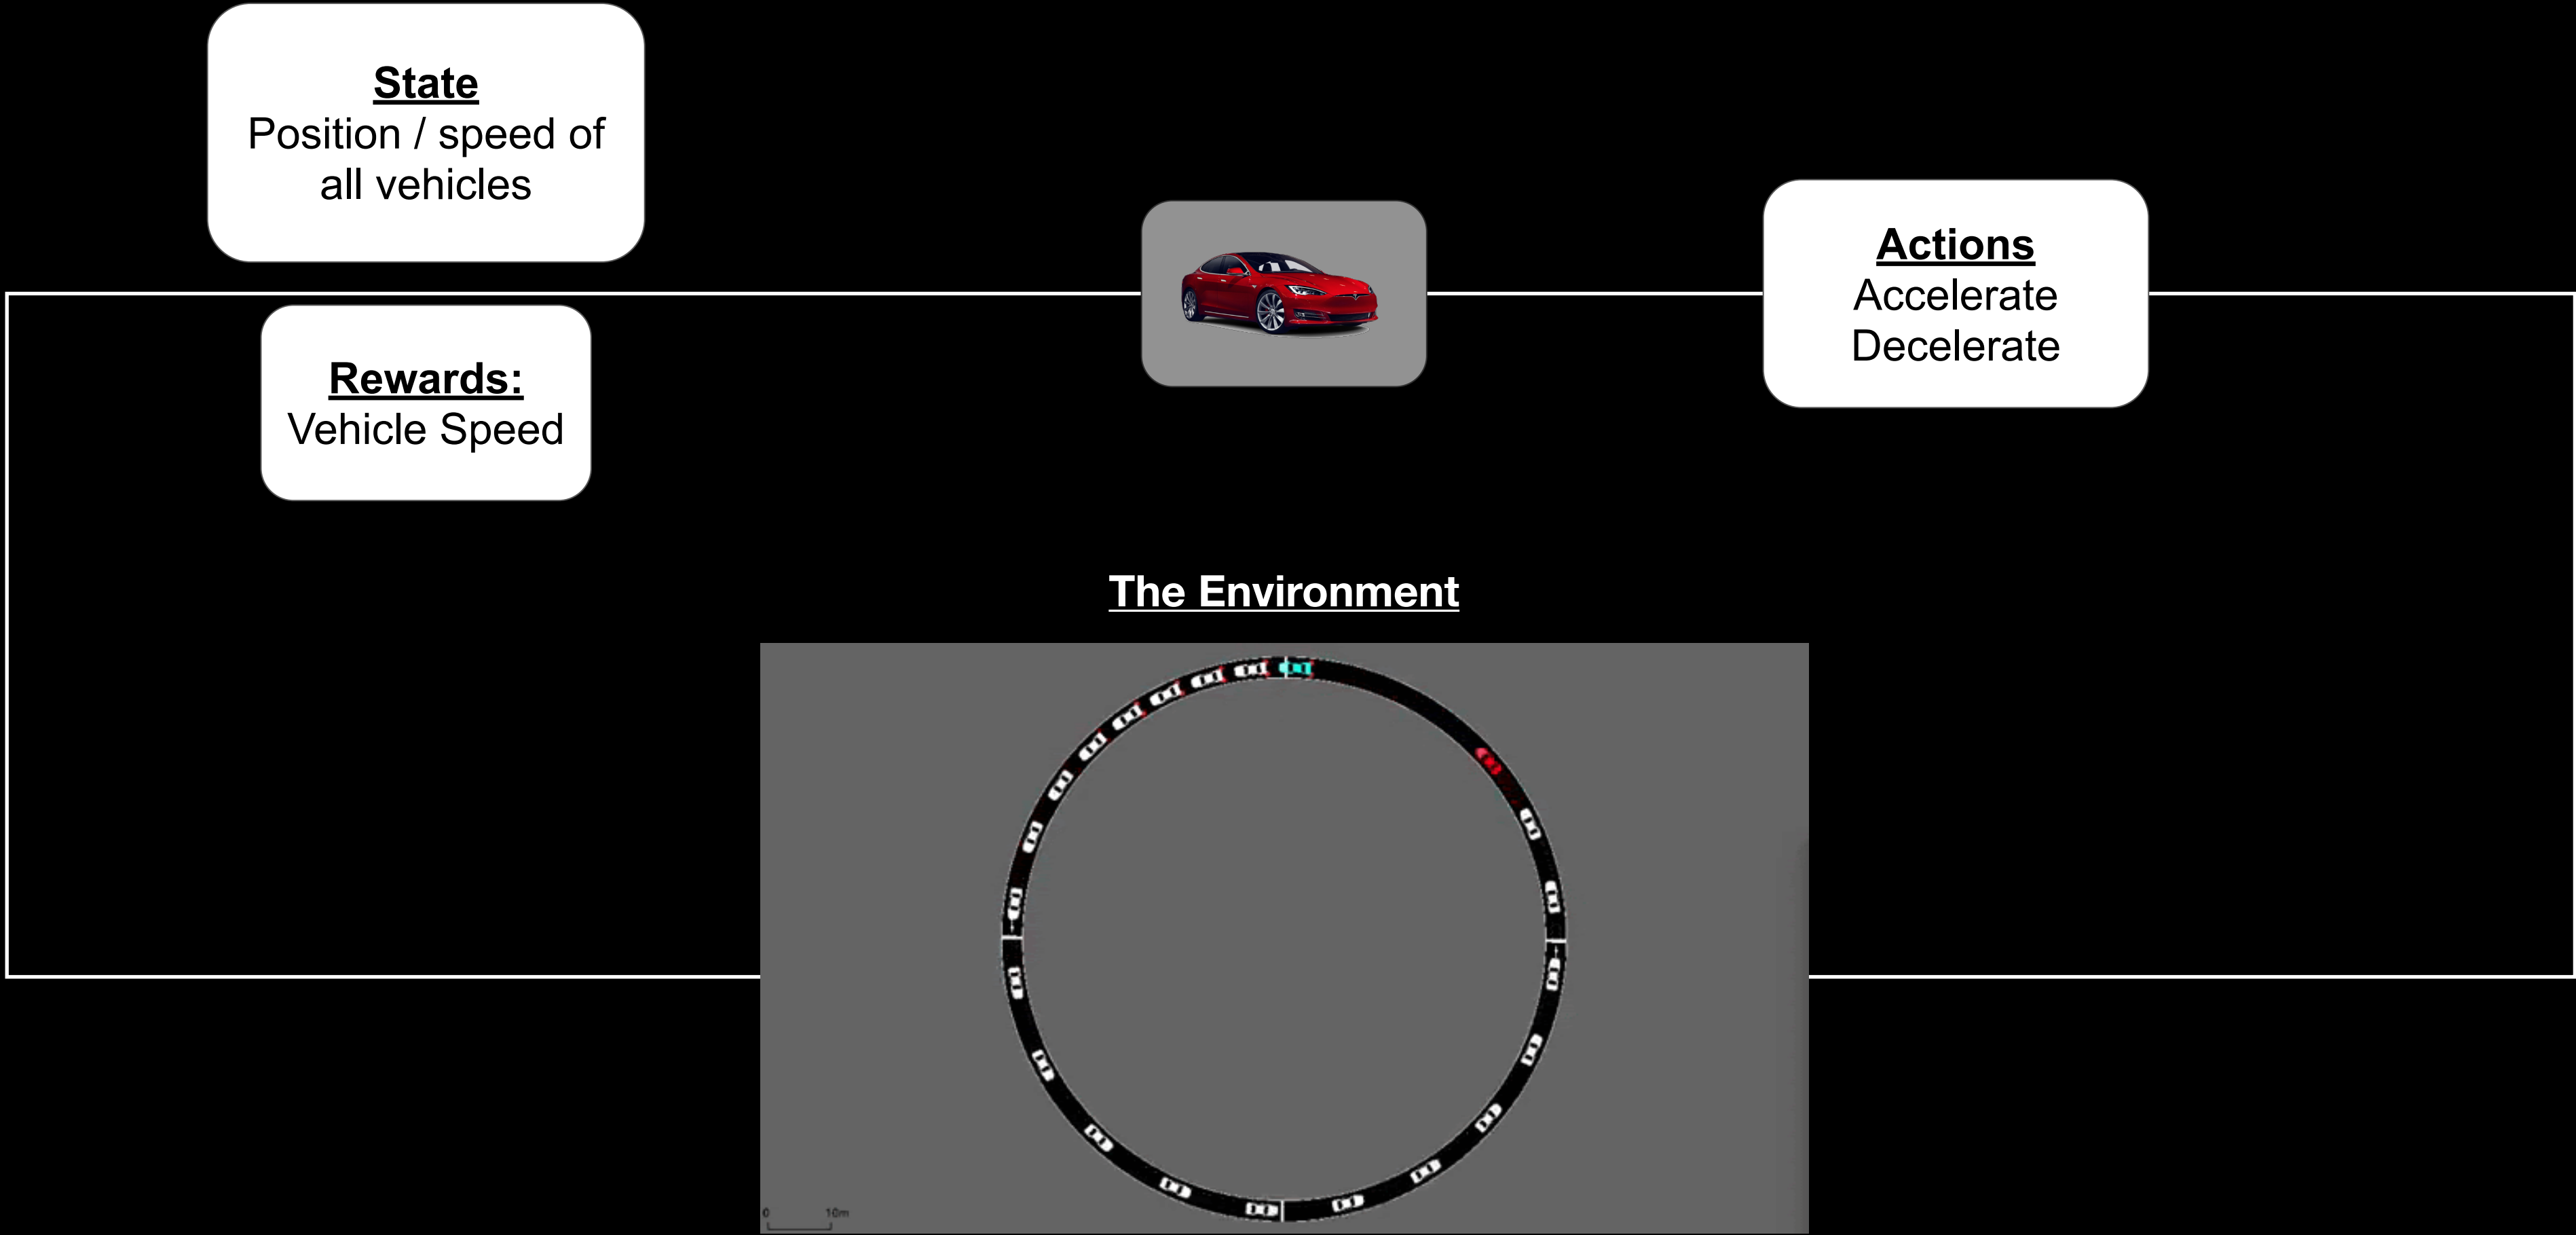 State
Position / speed of
all vehicles
Rewards:
Vehicle Speed
Actions
Accelerate
Decelerate
The Environment
0 10m